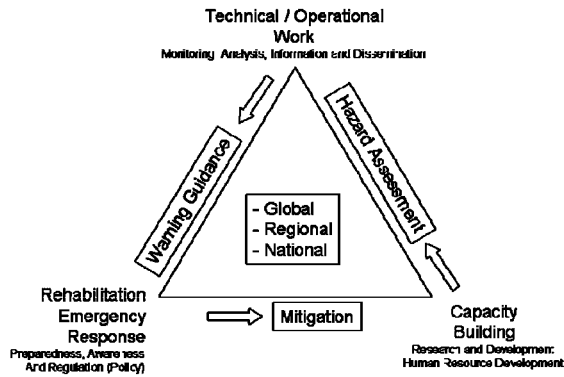 Technical / Operational
Work
Monitoring Analysis, Information and Dissemination
Warning Guidance
Hazard Assessment
- Global
- Regional
- National
Rehabilitation
Emergency
Response
Preparedness, Awareness
And Regulation (Policy)
Mitigation
Capacity
Building
Research and Development
Human Resource Development